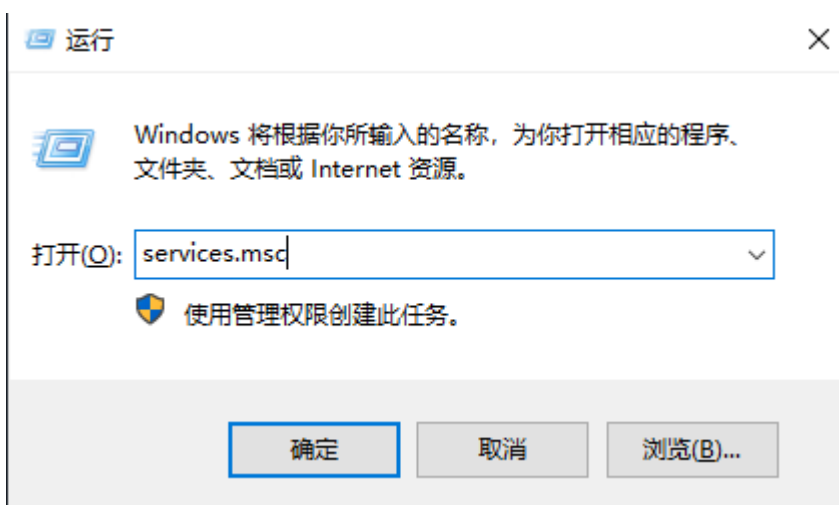 运行
Windows 将根据你所输入的名称，为你打开相应的程序、
文件夹、文档或 Internet 资源。
打开(O): services.msc
使用管理权限创建此任务。
确定 取消 浏览(B)...